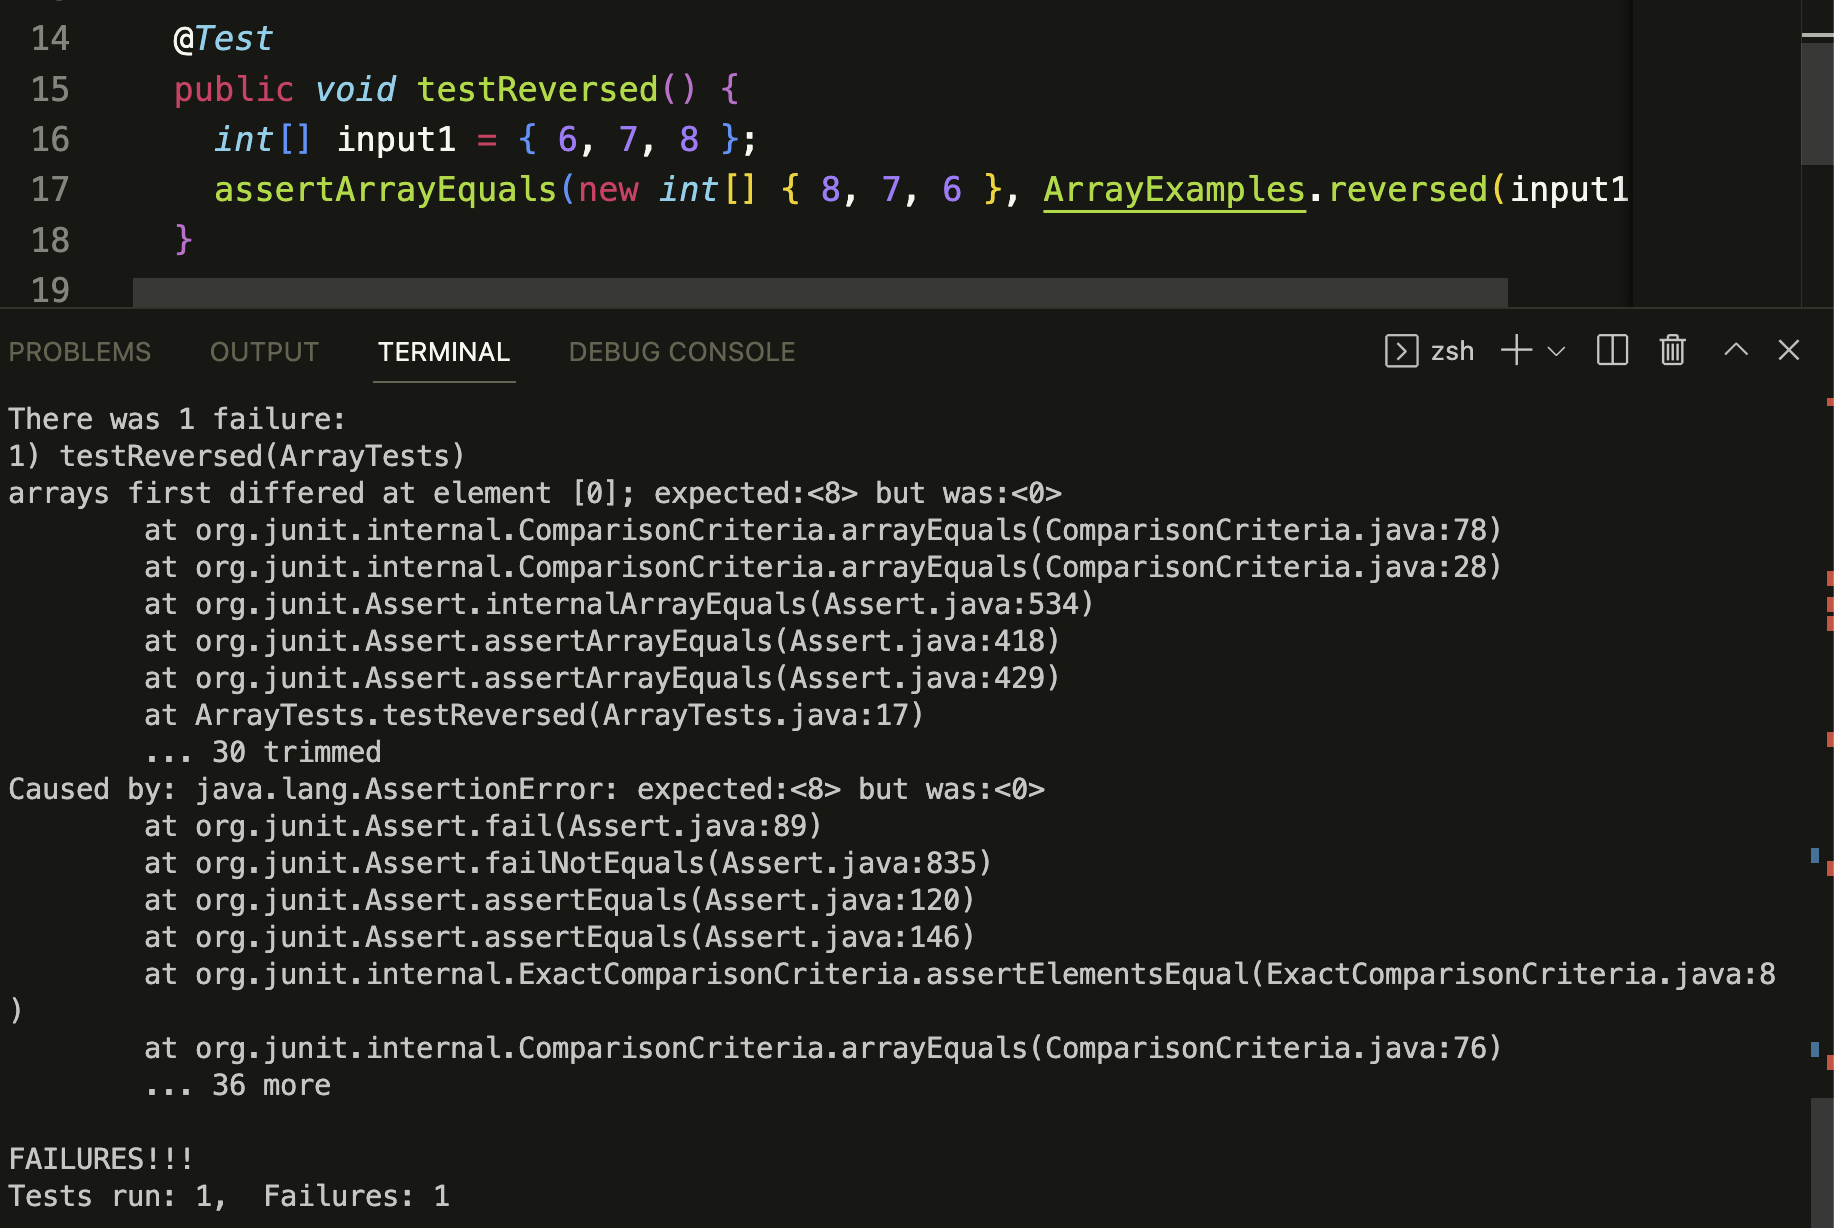 14 @Test
15 public void testReversed() {
16 int[] input1 = { 6, 7, 8 };
17 assertArrayEquals(new int[] { 8, 7, 6 }, ArrayExamples.reversed(input1
18 }
19
PROBLEMS OUTPUT TERMINAL DEBUG CONSOLE zsh
There was 1 failure:
1) testReversed(ArrayTests)
arrays first differed at element [0]; expected:<8> but was:<0>
at org.junit.internal.ComparisonCriteria.arrayEquals(ComparisonCriteria.java:78)
at org.junit.internal.ComparisonCriteria.arrayEquals(ComparisonCriteria.java:28)
at org.junit.Assert.internalArrayEquals(Assert.java:534)
at org.junit.Assert.assertArrayEquals(Assert.java:418)
at org.junit.Assert.assertArrayEquals(Assert.java:429)
at ArrayTests.testReversed(ArrayTests.java:17)
... 30 trimmed
Caused by: java.lang.AssertionError: expected:<8> but was:<0>
at org.junit.Assert.fail(Assert.java:89)
at org.junit.Assert.failNotEquals(Assert.java:835)
at org.junit.Assert.assertEquals(Assert.java:120)
at org.junit.Assert.assertEquals(Assert.java:146)
at org.junit.internal.ExactComparisonCriteria.assertElementsEqual(ExactComparisonCriteria.java:8
)
at org.junit.internal.ComparisonCriteria.arrayEquals(ComparisonCriteria.java:76)
... 36 more
FAILURES!!!
Tests run: 1,  Failures: 1